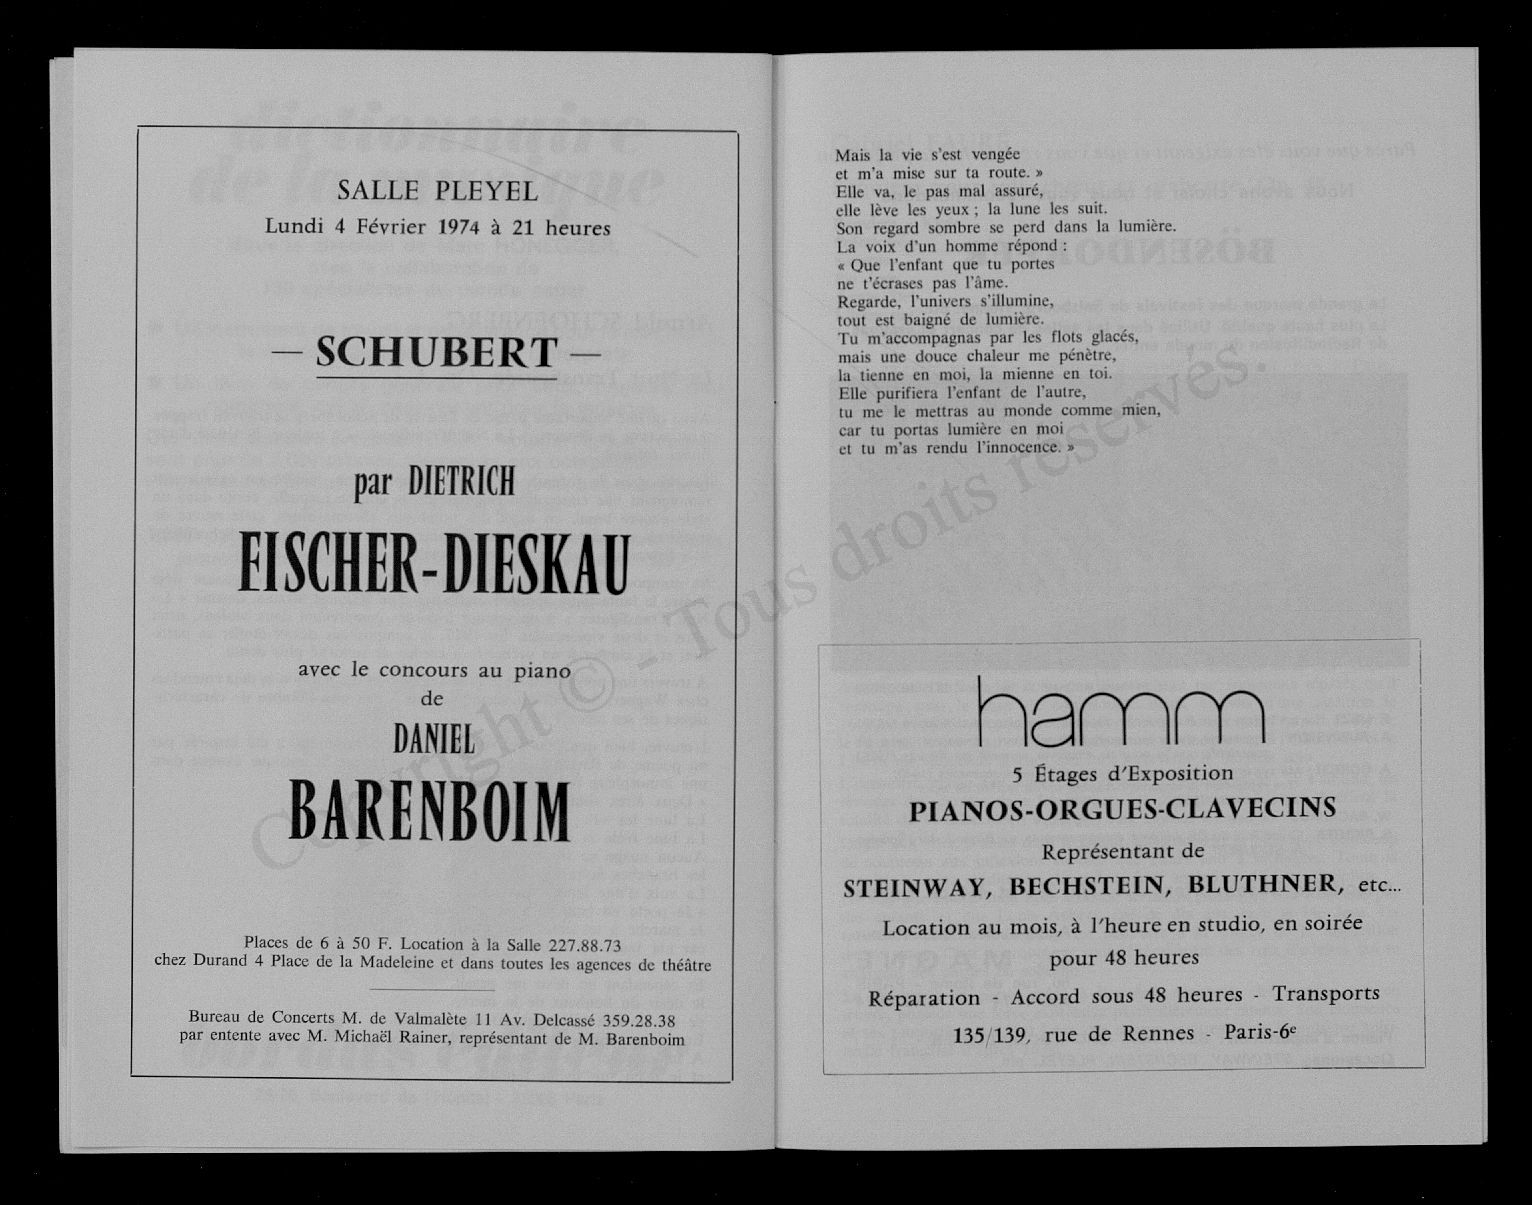 SALLE PLEYEL
Lundi 4 Février 1974 à 21 heures
— SCHUBERT —
par DIETRICH
FISCHER-DIESKAU
avec le concours au piano
de
DANIEL
BARENBOIM
Places de 6 à 50 F. Location à la Salle 227.88.73
chez Durand 4 Place de la Madeleine et dans toutes les agences de théâtre
Bureau de Concerts M. de Valmalète 11 Av. Delcassé 359.28.38
par entente avec M. Michaël Rainer, représentant de M. Barenboim
Mais la vie s'est vengée
et m'a mise sur ta route. »
Elle va, le pas mal assuré,
elle lève les yeux ; la lune les suit.
Son regard sombre se perd dans la lumière.
La voix d'un homme répond :
« Que l'enfant que tu portes
ne t'écrases pas l'âme.
Regarde, l'univers s'illumine,
tout est baigné de lumière.
Tu m'accompagnas par les flots glacés,
mais une douce chaleur me pénètre,
la tienne en moi, la mienne en toi.
Elle purifiera l'enfant de l'autre,
tu me le mettras au monde comme mien,
car tu portas lumière en moi
et tu m'as rendu l'innocence. »
hamm
5 Étages d'Exposition
PIANOS-ORGUES-CLAVECINS
Représentant de
STEINWAY, BECHSTEIN, BLUTHNER, etc...
Location au mois, à l'heure en studio, en soirée
pour 48 heures
Réparation - Accord sous 48 heures - Transports
135/139, rue de Rennes - Paris-6e
Copyright © - Tous droits réservés.